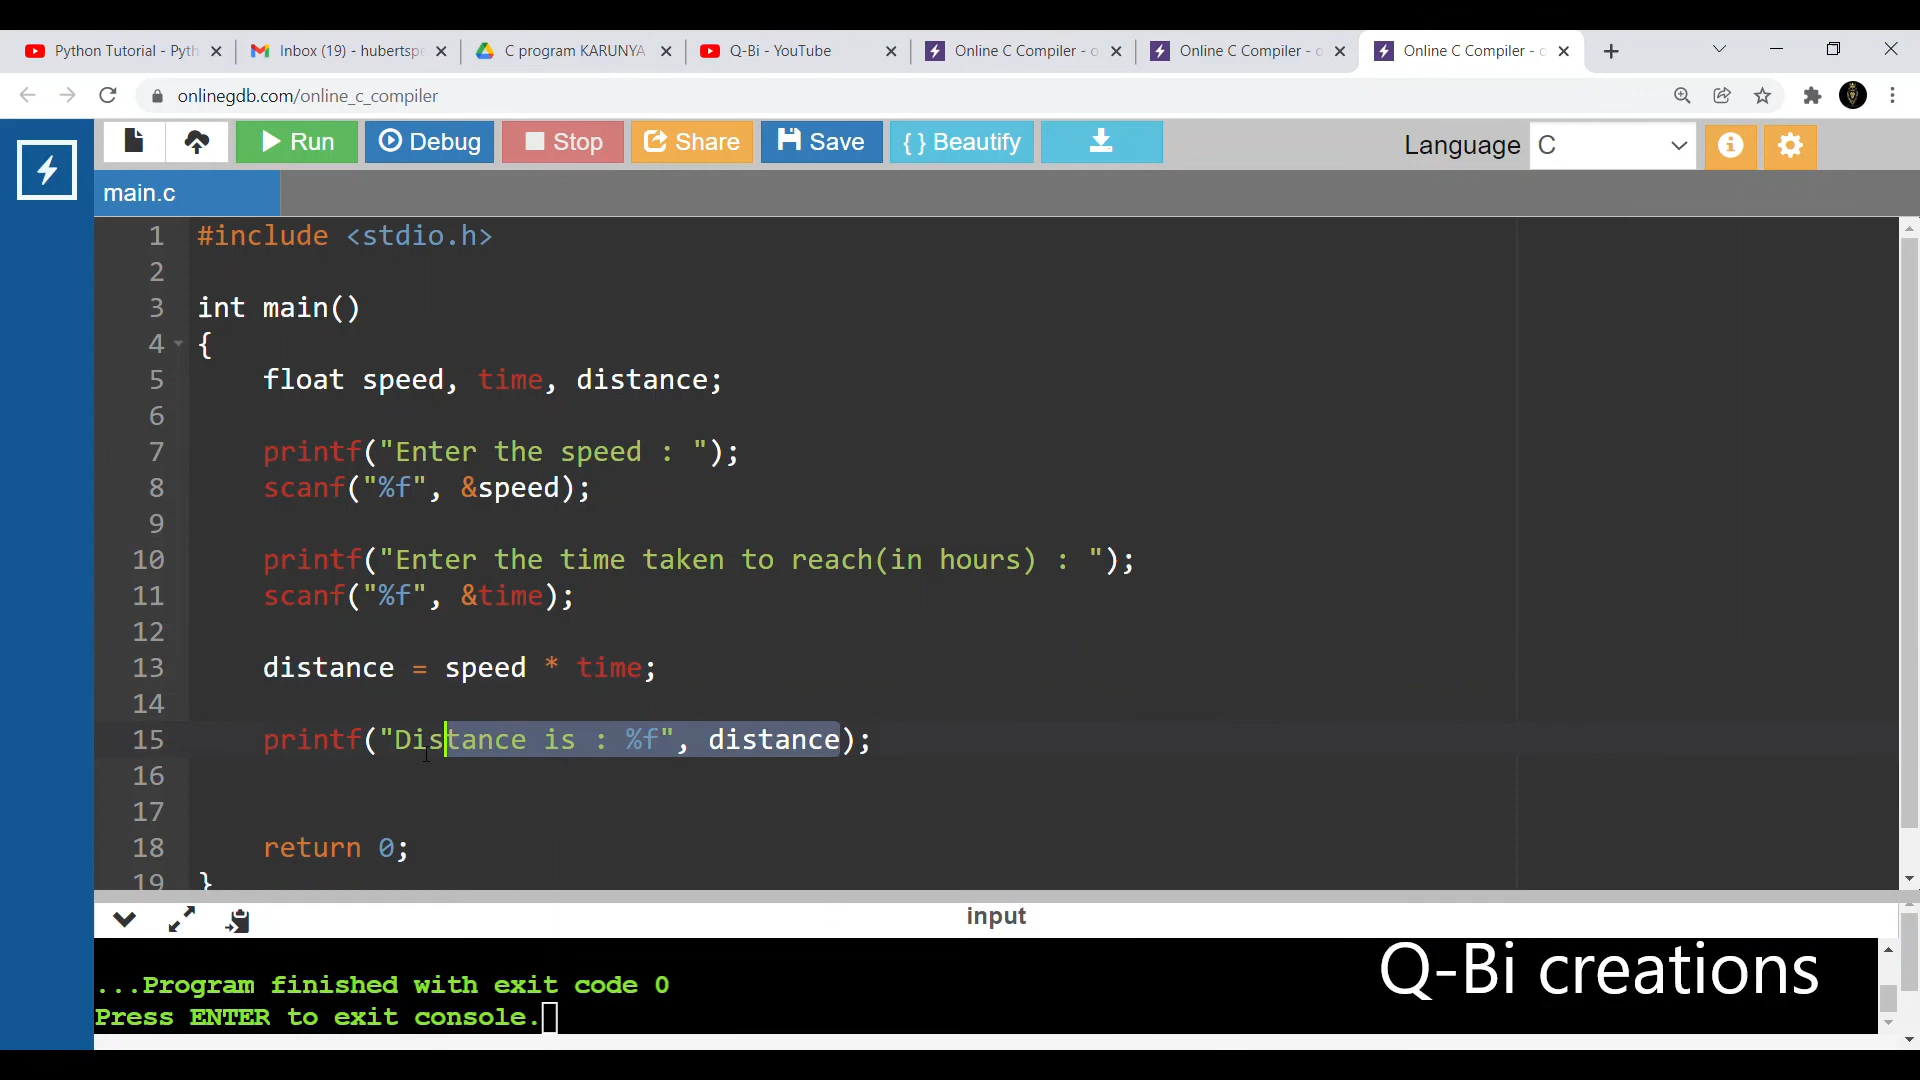 Python Tutorial - Pyth
Inbox (19) - hubertspe
C program KARUNYA
Q-Bi - YouTube
Online C Compiler - o
Online C Compiler - o
Online C Compiler - o
onlinegdb.com/online_c_compiler
Run
Debug
Stop
Share
Save
{ } Beautify
Language
C
main.c
1 #include <stdio.h>
2
3 int main()
4 {
5 float speed, time, distance;
6
7 printf("Enter the speed : ");
8 scanf("%f", &speed);
9
10 printf("Enter the time taken to reach(in hours) : ");
11 scanf("%f", &time);
12
13 distance = speed * time;
14
15 printf("Distance is : %f", distance);
16
17
18 return 0;
19 }
input
...Program finished with exit code 0
Press ENTER to exit console.
Q-Bi creations